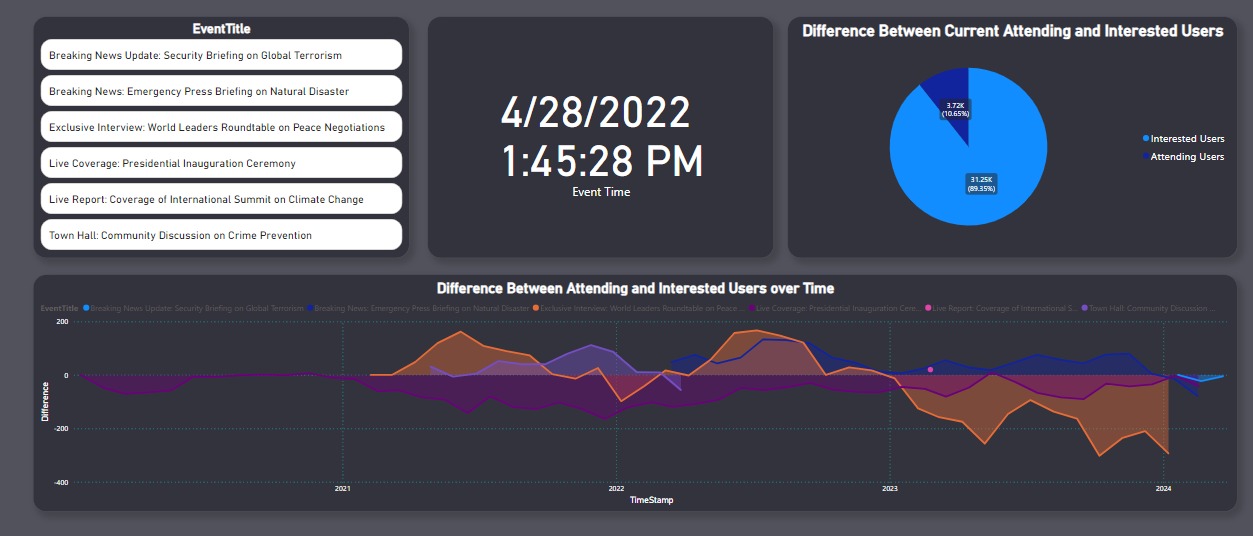 EventTitle
Breaking News Update: Security Briefing on Global Terrorism
Breaking News: Emergency Press Briefing on Natural Disaster
Exclusive Interview: World Leaders Roundtable on Peace Negotiations
Live Coverage: Presidential Inauguration Ceremony
Live Report: Coverage of International Summit on Climate Change
Town Hall: Community Discussion on Crime Prevention
4/28/2022
1:45:28 PM
Event Time
Difference Between Current Attending and Interested Users
3.72K
(10.65%)
31.25K
(89.35%)
Interested Users
Attending Users
Difference Between Attending and Interested Users over Time
EventTitle Breaking News Update: Security Briefing on Global Terrorism Breaking News: Emergency Press Briefing on Natural Disaster Exclusive Interview: World Leaders Roundtable on Peace... Live Coverage: Presidential Inauguration Cere... Live Report: Coverage of International S... Town Hall: Community Discussion ...
200
0
-200
-400
Difference
2021 2022 2023 2024
TimeStamp